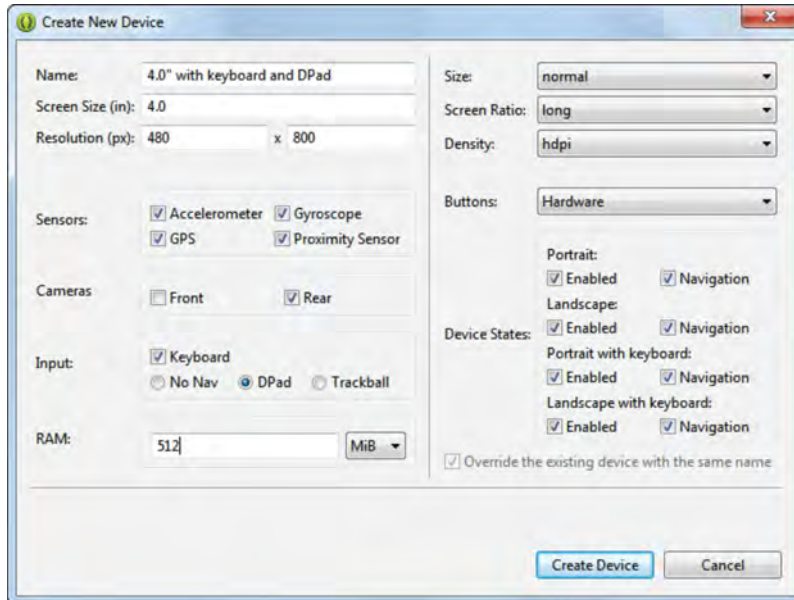 Create New Device
Name: 4.0" with keyboard and DPad
Screen Size (in): 4.0
Resolution (px): 480 x 800
Sensors: Accelerometer Gyroscope
GPS Proximity Sensor
Cameras Front Rear
Input: Keyboard
No Nav DPad Trackball
RAM: 512 MiB
Size: normal
Screen Ratio: long
Density: hdpi
Buttons: Hardware
Device States:
Portrait:
Enabled Navigation
Landscape:
Enabled Navigation
Portrait with keyboard:
Enabled Navigation
Landscape with keyboard:
Enabled Navigation
Override the existing device with the same name
Create Device Cancel